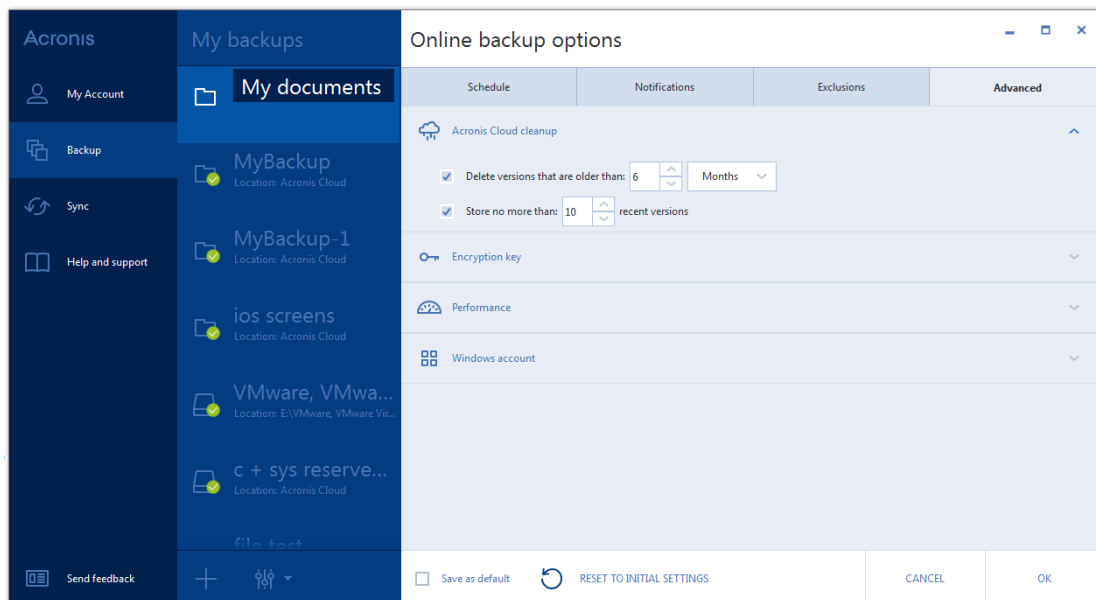 Acronis
My Account
Backup
Sync
Help and support
Send feedback
My backups
My documents
MyBackup
Location: Acronis Cloud
MyBackup-1
Location: Acronis Cloud
ios screens
Location: Acronis Cloud
VMware, VMwa...
Location: E:\VMware, VMware Vir...
c + sys reserve...
Location: Acronis Cloud
file test
Online backup options
Schedule Notifications Exclusions Advanced
Acronis Cloud cleanup
Delete versions that are older than: 6 Months
Store no more than: 10 recent versions
Encryption key
Performance
Windows account
Save as default RESET TO INITIAL SETTINGS CANCEL OK